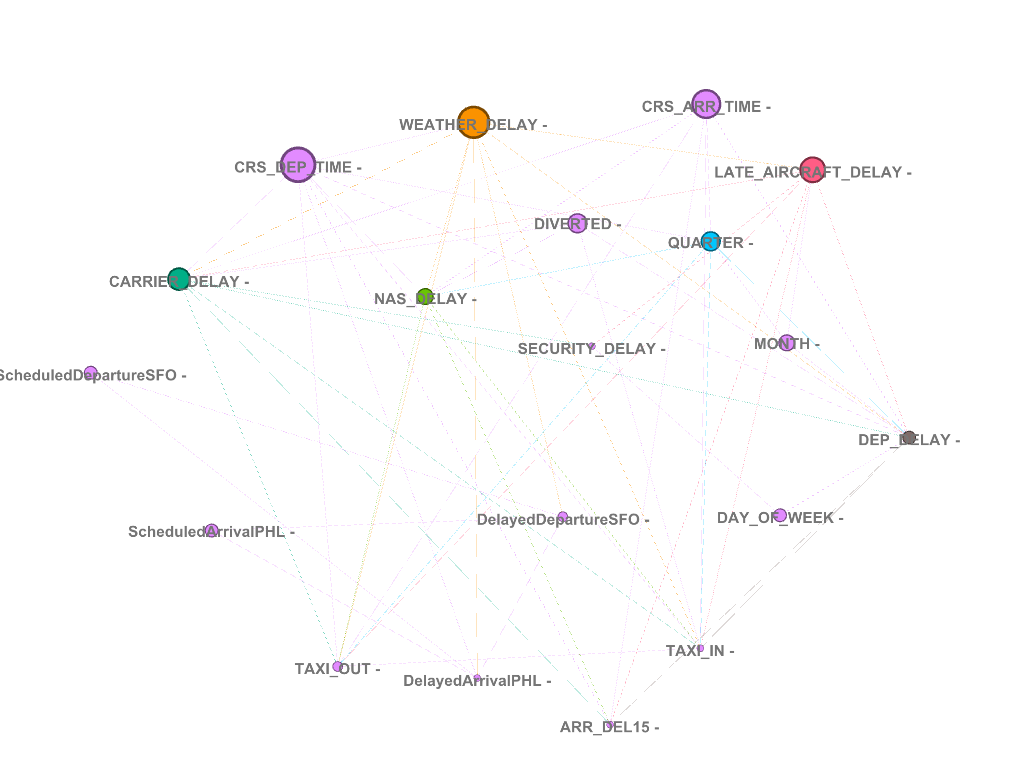 CRS_ARR_TIME -
WEATHER_DELAY -
CRS_DEP_TIME -
LATE_AIRCRAFT_DELAY -
DIVERTED -
QUARTER -
CARRIER_DELAY -
NAS_DELAY -
SECURITY_DELAY -
MONTH -
ScheduledDepartureSFO -
DEP_DELAY -
DelayedDepartureSFO -
DAY_OF_WEEK -
ScheduledArrivalPHL -
TAXI_IN -
TAXI_OUT -
DelayedArrivalPHL -
ARR_DEL15 -